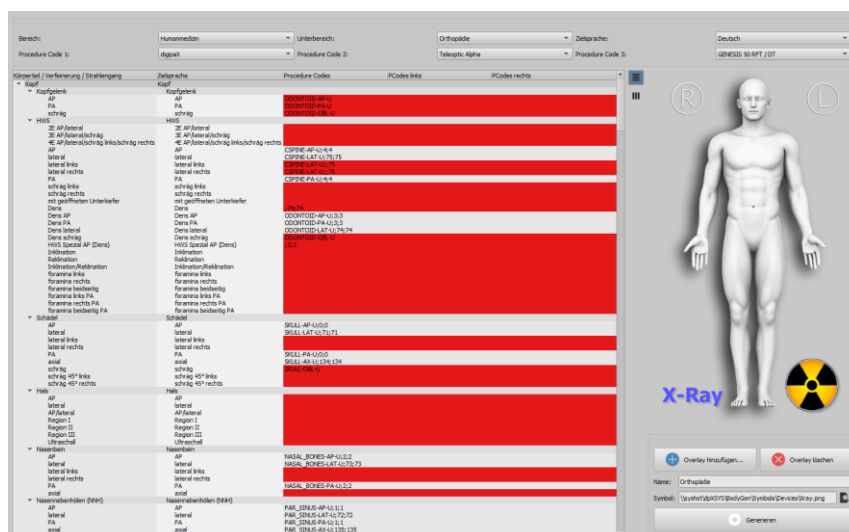 Bereich: Humanmedizin Unterbereich: Orthopädie Zielsprache: Deutsch
Procedure Code 1: digipaX Procedure Code 2: Teleoptic Alpha Procedure Code 3: GENESIS 50 RFT / DT
Körperteil / Verfeinerung / Strahlengang Zielsprache Procedure Codes PCodes links PCodes rechts
Kopf Kopf
Kopfgelenk Kopfgelenk
AP AP ODONTOID-AP-U
PA PA ODONTOID-PA-U
schräg schräg ODONTOID-OBL-U
HWS HWS
2E AP/lateral 2E AP/lateral
3E AP/lateral/schräg 3E AP/lateral/schräg
4E AP/lateral/schräg links/schräg rechts 4E AP/lateral/schräg links/schräg rechts
AP AP CSPINE-AP-U;4;4
lateral lateral CSPINE-LAT-U;75;75
lateral links lateral links CSPINE-LAT-U;;75
lateral rechts lateral rechts CSPINE-LAT-U;;75
PA PA CSPINE-PA-U;4;4
schräg links schräg links
schräg rechts schräg rechts
mit geöffneten Unterkiefer mit geöffneten Unterkiefer
Dens Dens ;74;74
Dens AP Dens AP ODONTOID-AP-U;3;3
Dens PA Dens PA ODONTOID-PA-U;3;3
Dens lateral Dens lateral ODONTOID-LAT-U;74;74
Dens schräg Dens schräg ODONTOID-OBL-U
HWS Spezial AP (Dens) HWS Spezial AP (Dens) ;3;3
Inklination Inklination
Reklination Reklination
Inklination/Reklination Inklination/Reklination
foramina links foramina links
foramina rechts foramina rechts
foramina beidseitig foramina beidseitig
foramina links PA foramina links PA
foramina rechts PA foramina rechts PA
foramina beidseitig PA foramina beidseitig PA
Schädel Schädel
AP AP SKULL-AP-U;0;0
lateral lateral SKULL-LAT-U;71;71
lateral links lateral links
lateral rechts lateral rechts
PA PA SKULL-PA-U;0;0
axial axial SKULL-AX-U;134;134
schräg schräg SKULL-OBL-U
schräg 45° links schräg 45° links
schräg 45° rechts schräg 45° rechts
Hals Hals
AP AP
lateral lateral
AP/lateral AP/lateral
Region I Region I
Region II Region II
Region III Region III
Ultraschall Ultraschall
Nasenbein Nasenbein
AP AP NASAL_BONES-AP-U;2;2
lateral lateral NASAL_BONES-LAT-U;73;73
lateral links lateral links
lateral rechts lateral rechts
PA PA NASAL_BONES-PA-U;2;2
axial axial
Nasennebenhöhlen (NNH) Nasennebenhöhlen (NNH)
AP AP PAR_SINUS-AP-U;1;1
lateral lateral PAR_SINUS-LAT-U;72;72
PA PA PAR_SINUS-PA-U;1;1
axial axial PAR_SINUS-AX-U;135;135
R L
X-Ray
Overlay hinzufügen... Overlay löschen
Name: Orthopädie
Symbol: \\syshot\dpXSYS\BodyGen\Symbols\Devices\Xray.png
Generieren